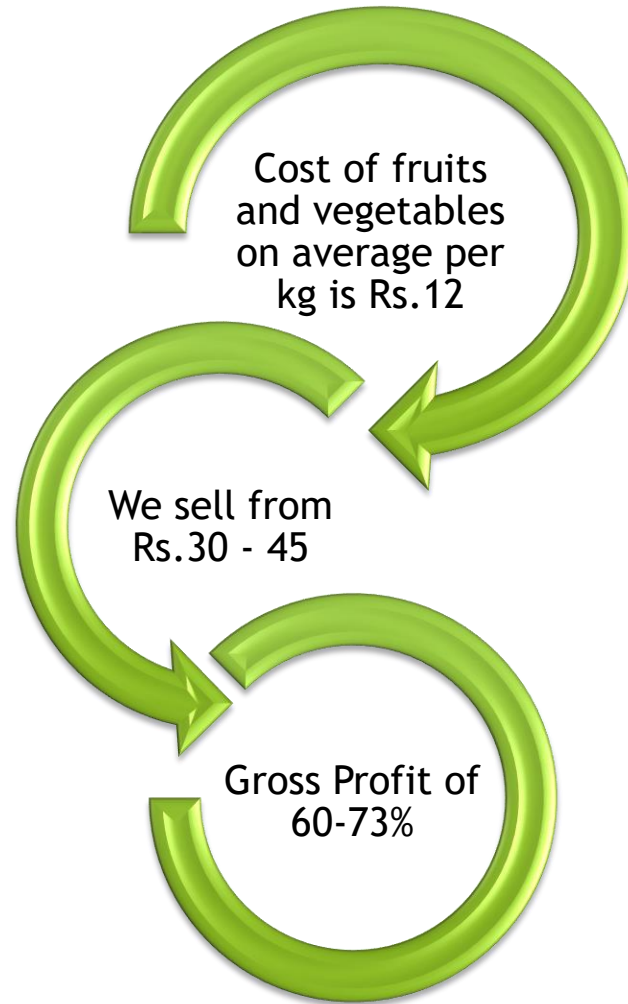 Cost of fruits
and vegetables
on average per
kg is Rs.12
We sell from
Rs.30 - 45
Gross Profit of
60-73%